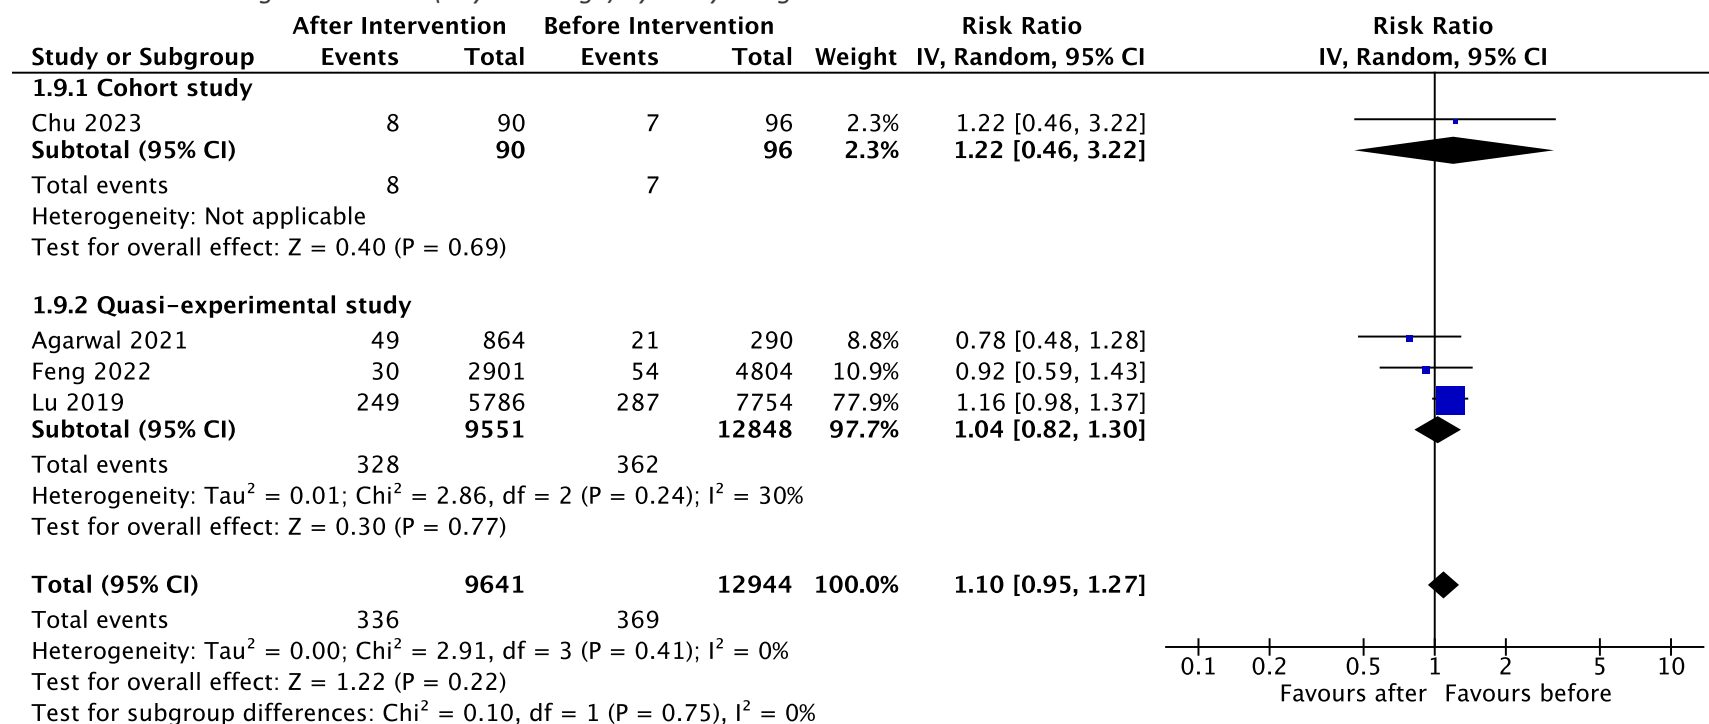 After Intervention Before Intervention Risk Ratio Risk Ratio
Study or Subgroup Events Total Events Total Weight IV, Random, 95% CI IV, Random, 95% CI
1.9.1 Cohort study
Chu 2023 8 90 7 96 2.3% 1.22 [0.46, 3.22]
Subtotal (95% CI) 90 96 2.3% 1.22 [0.46, 3.22]
Total events 8 7
Heterogeneity: Not applicable
Test for overall effect: Z = 0.40 (P = 0.69)
1.9.2 Quasi-experimental study
Agarwal 2021 49 864 21 290 8.8% 0.78 [0.48, 1.28]
Feng 2022 30 2901 54 4804 10.9% 0.92 [0.59, 1.43]
Lu 2019 249 5786 287 7754 77.9% 1.16 [0.98, 1.37]
Subtotal (95% CI) 9551 12848 97.7% 1.04 [0.82, 1.30]
Total events 328 362
Heterogeneity: Tau² = 0.01; Chi² = 2.86, df = 2 (P = 0.24); I² = 30%
Test for overall effect: Z = 0.30 (P = 0.77)
Total (95% CI) 9641 12944 100.0% 1.10 [0.95, 1.27]
Total events 336 369
Heterogeneity: Tau² = 0.00; Chi² = 2.91, df = 3 (P = 0.41); I² = 0%
Test for overall effect: Z = 1.22 (P = 0.22)
Test for subgroup differences: Chi² = 0.10, df = 1 (P = 0.75), I² = 0%
0.1 0.2 0.5 1 2 5 10
Favours after Favours before